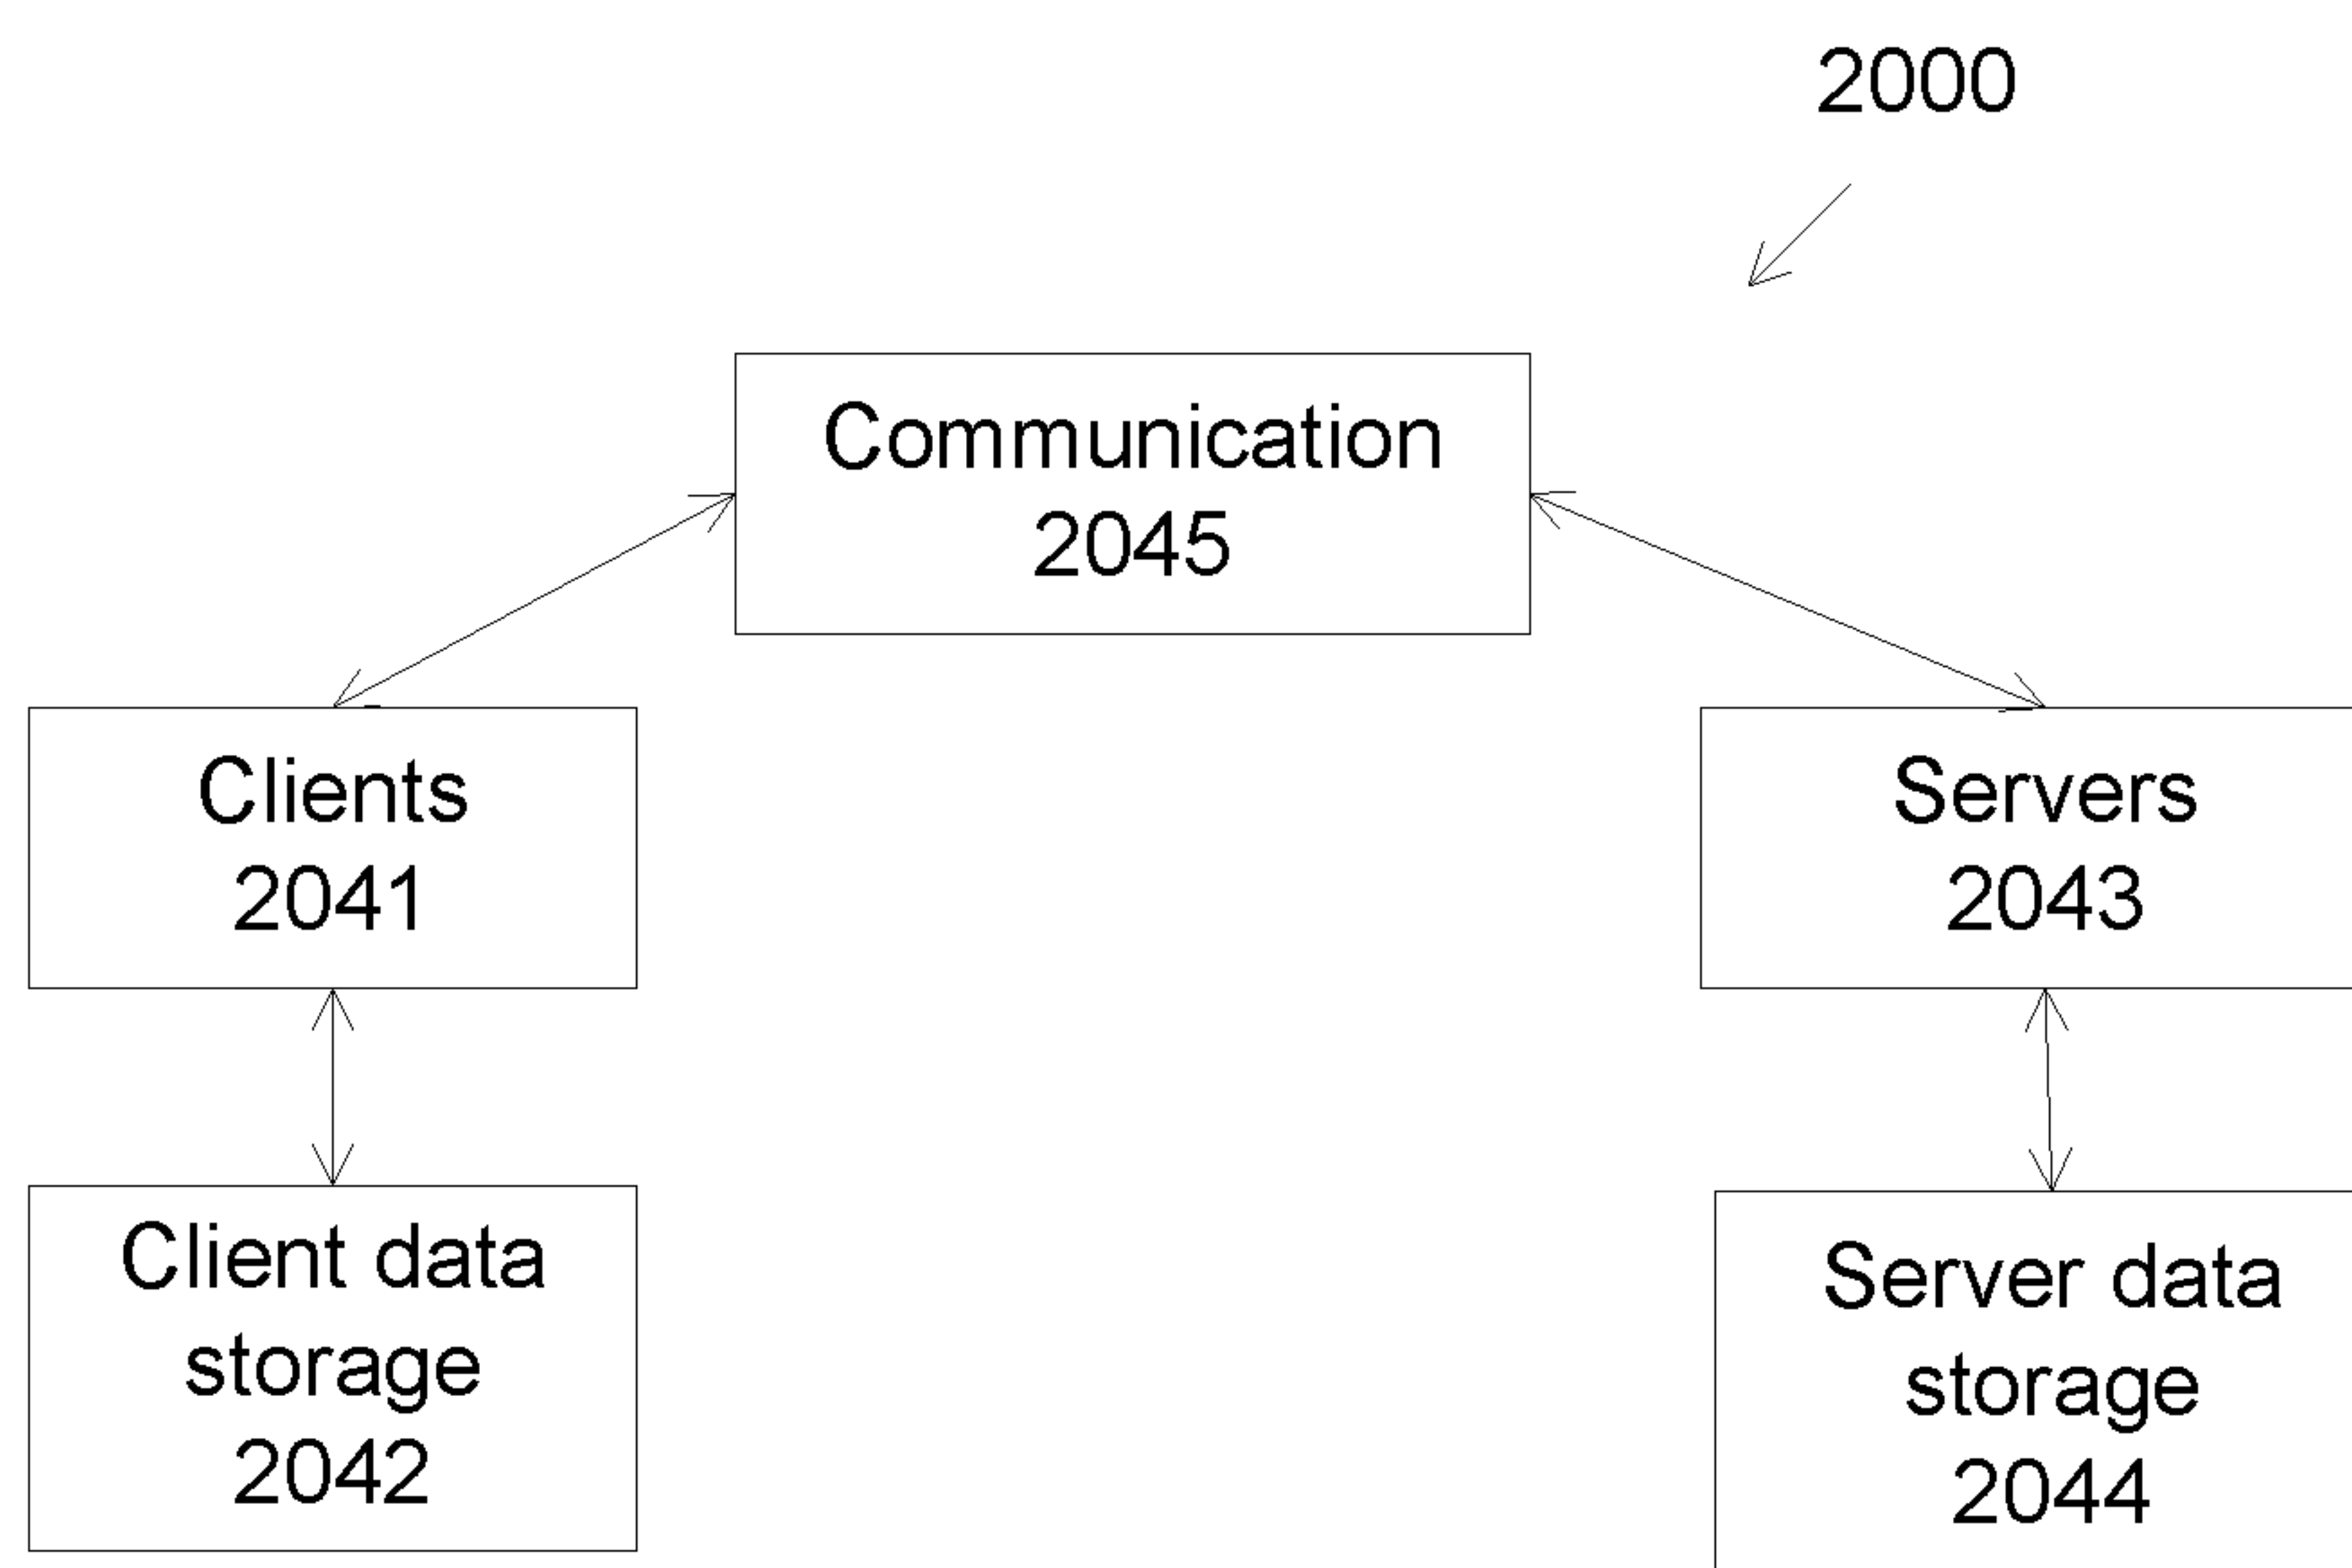 2000
Communication
2045
Clients
2041
Servers
2043
Client data
storage
2042
Server data
storage
2044